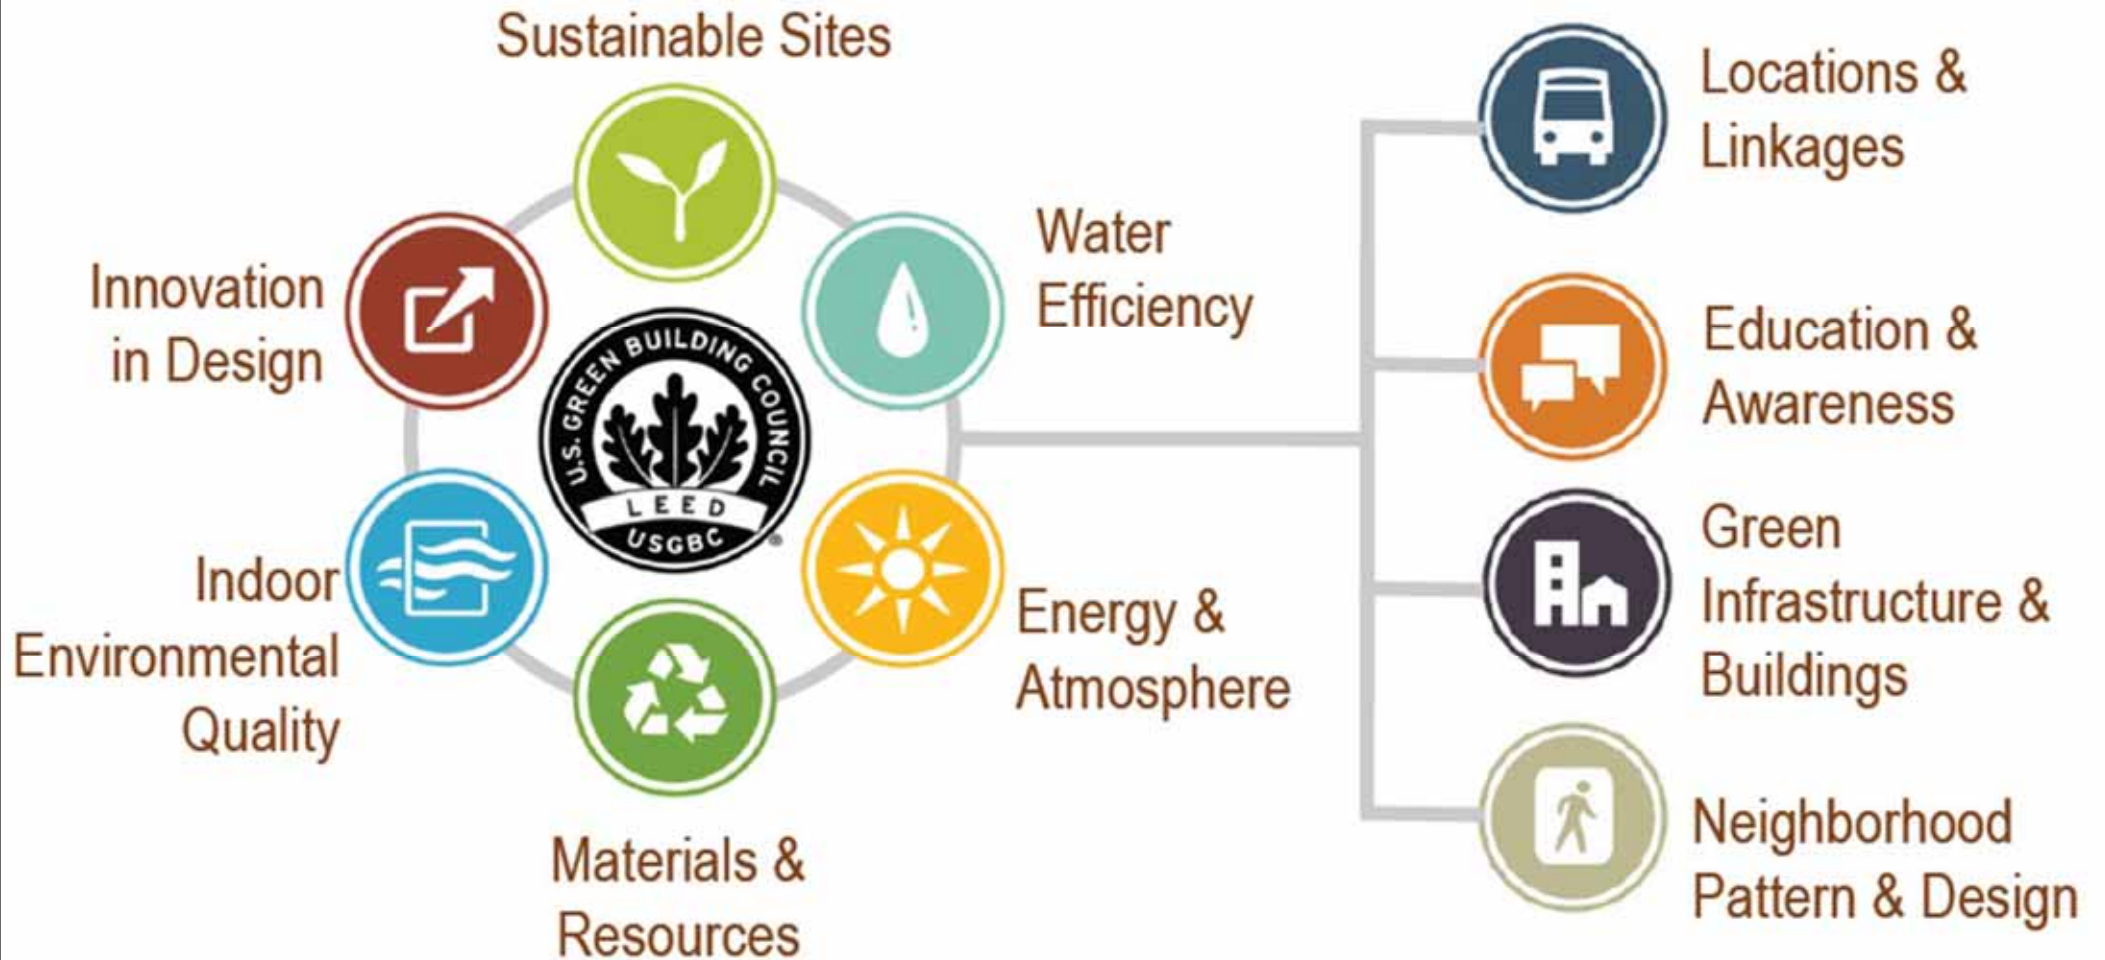 Sustainable Sites
Water
Efficiency
Energy &
Atmosphere
Materials &
Resources
Indoor
Environmental
Quality
Innovation
in Design
U.S. GREEN BUILDING COUNCIL
LEED
USGBC
®
Locations &
Linkages
Education &
Awareness
Green
Infrastructure &
Buildings
Neighborhood
Pattern & Design